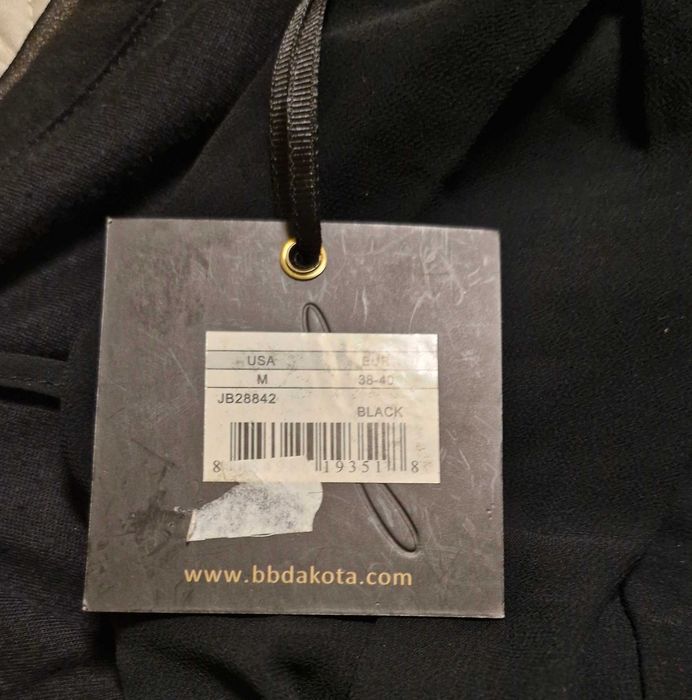 USA EUR
M 38-40
JB28842
BLACK
8 19351 8
www.bbdakota.com